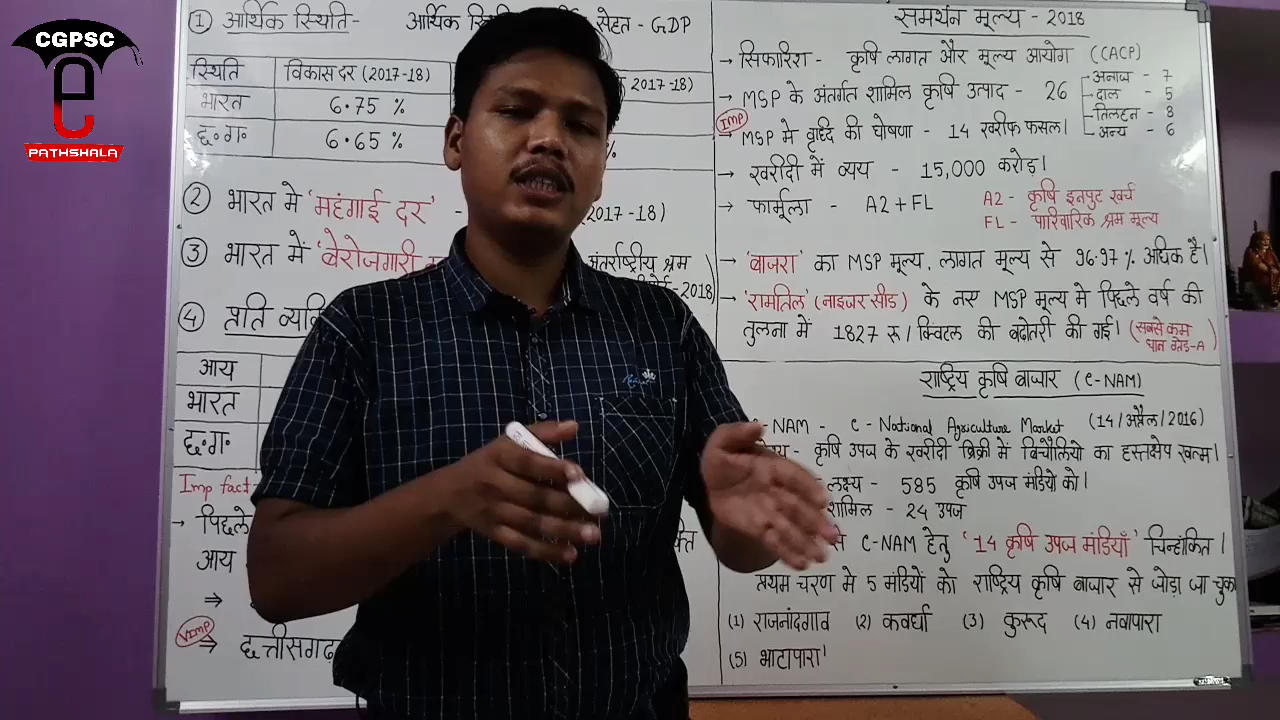 CGPSC
e
PATHSHALA
① आर्थिक स्थिति- आर्थिक सेहत - GDP
स्थिति विकास दर (2017-18) 2017-18)
भारत 6.75 %
छ.ग. 6.65 % %
② भारत मे 'महंगाई दर' - 2017-18)
③ भारत में 'बेरोजगारी अंतर्राष्ट्रीय श्रम
-2018)
④ प्रति
आय
भारत
छ.ग.
Imp fact-
→ पिछले
आय
⇒
VIMP ⇒ छत्तीसगढ़
समर्थन मूल्य - 2018
→ सिफारिश - कृषि लागत और मूल्य आयोग (CACP)
→ MSP के अंतर्गत शामिल कृषि उत्पाद - 26
अनाज - 7
दाल - 5
तिलहन - 8
अन्य - 6
Imp MSP मे वृध्दि की घोषणा - 14 खरीफ फसल।
→ खरीदी में व्यय - 15,000 करोड़।
→ फार्मूला - A2+FL A2 - कृषि इनपुट खर्च
FL - पारिवारिक श्रम मूल्य
→ 'बाजरा' का MSP मूल्य, लागत मूल्य से 96.97 % अधिक है।
→ 'रामतिल' (नाइजर सीड) के नए MSP मूल्य मे पिछले वर्ष की
तुलना में 1827 रु/क्विंटल की बढोतरी की गई। (सबसे कम
धान ग्रेड-A)
राष्ट्रिय कृषि बाजार (e-NAM)
-NAM - e - National Agriculture Market (14/अप्रैल/2016)
कृषि उपज के खरीदी बिक्री में बिचौलियो का हस्तक्षेप खत्म।
लक्ष्य - 585 कृषि उपज मंडियो को।
शामिल - 24 उपज
से e-NAM हेतु '14 कृषि उपज मंडियाँ' चिन्हांकित।
प्रथम चरण मे 5 मंडियों को राष्ट्रिय कृषि बाजार से जोड़ा जा चुका
(1) राजनांदगाव (2) कवर्धा (3) कुरूद (4) नवापारा
(5) भाटापारा